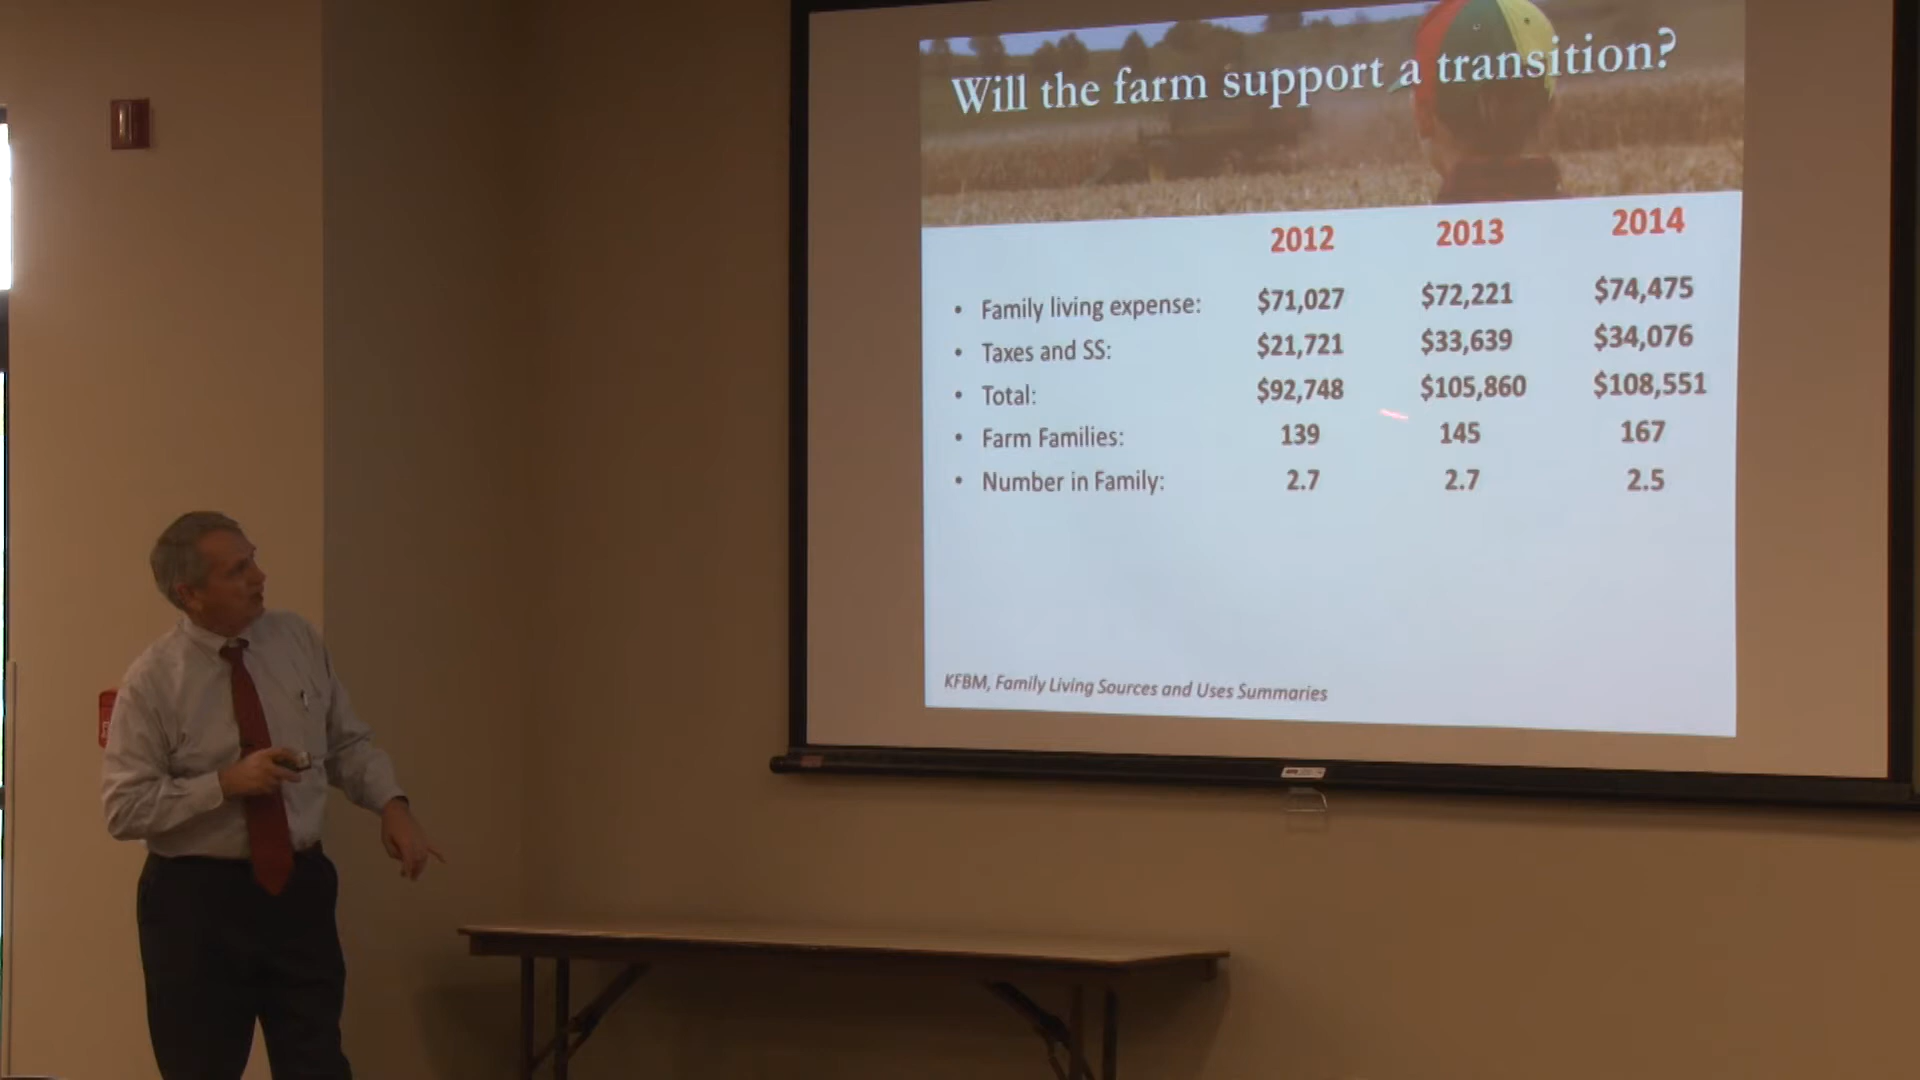 Will the farm support a transition?
2012 2013 2014
• Family living expense: $71,027 $72,221 $74,475
• Taxes and SS: $21,721 $33,639 $34,076
• Total: $92,748 $105,860 $108,551
• Farm Families: 139 145 167
• Number in Family: 2.7 2.7 2.5
KFBM, Family Living Sources and Uses Summaries